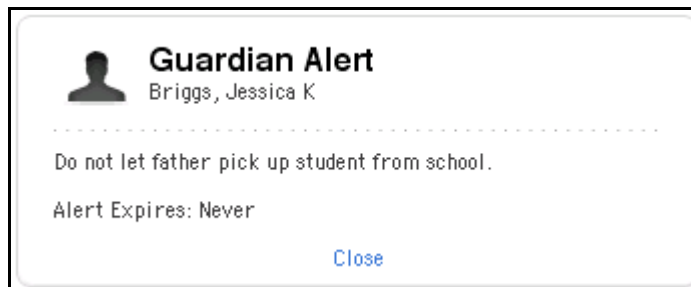 Guardian Alert
Briggs, Jessica K
Do not let father pick up student from school.
Alert Expires: Never
Close